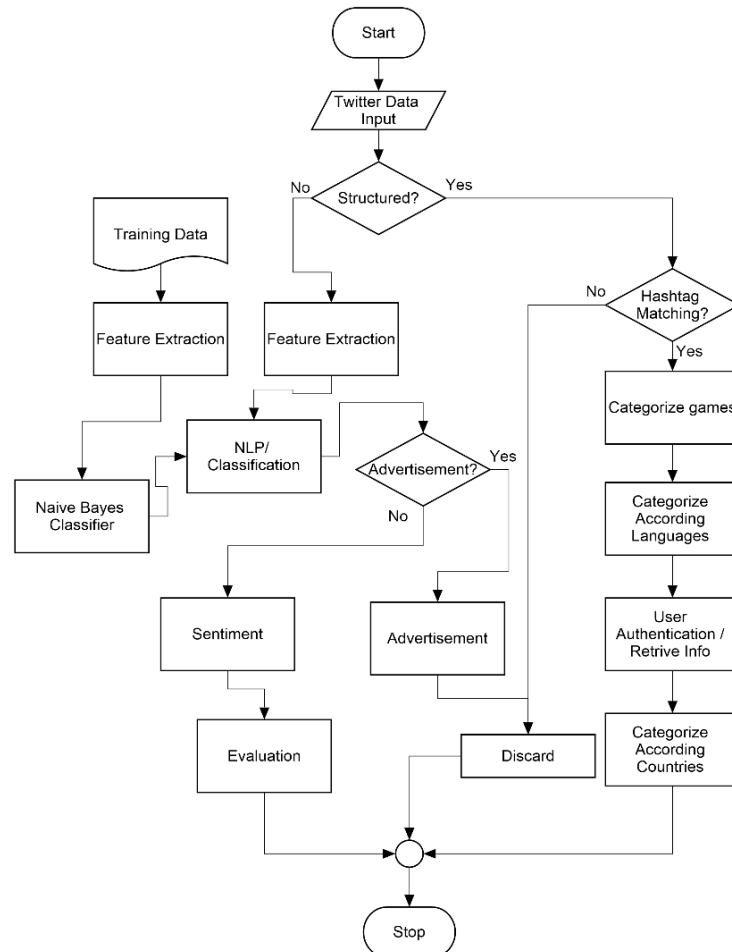 Start
Twitter Data
Input
No
Structured?
Yes
Training Data
No
Hashtag
Matching?
Feature Extraction
Feature Extraction
Yes
Categorize games
NLP/
Classification
Advertisement?
Yes
Naive Bayes
Classifier
No
Categorize
According
Languages
Sentiment
Advertisement
User
Authentication /
Retrive Info
Evaluation
Discard
Categorize
According
Countries
Stop